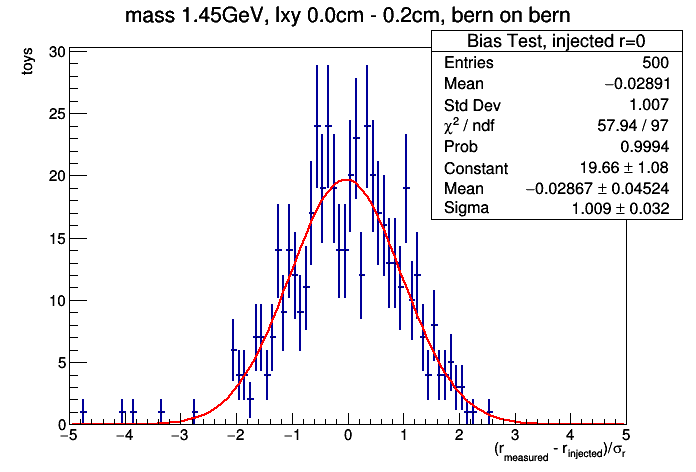 mass 1.45GeV, lxy 0.0cm - 0.2cm, bern on bern
toys
Bias Test, injected r=0
Entries 500
Mean −0.02891
Std Dev 1.007
χ² / ndf 57.94 / 97
Prob 0.9994
Constant 19.66 ± 1.08
Mean −0.02867 ± 0.04524
Sigma 1.009 ± 0.032
30
25
20
15
10
5
0
−5 −4 −3 −2 −1 0 1 2 3 4 5
(r_measured - r_injected)/σ_r